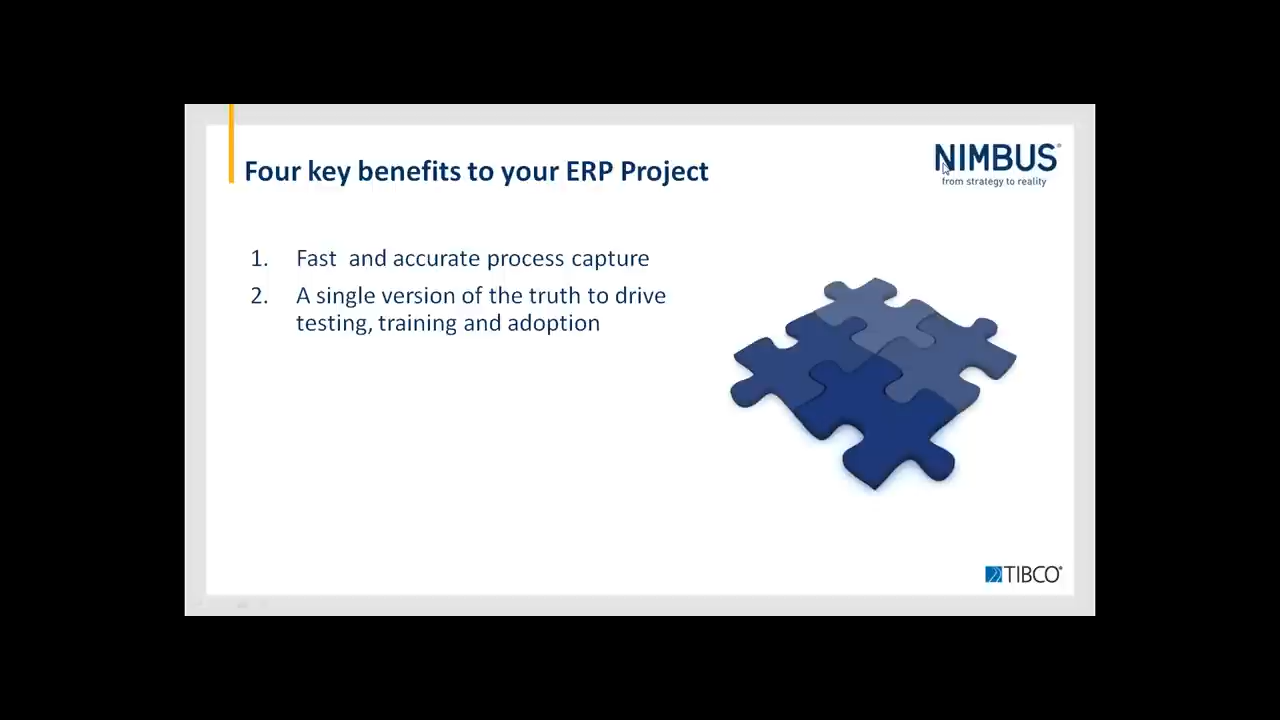 Four key benefits to your ERP Project
NIMBUS®
from strategy to reality
1. Fast and accurate process capture
2. A single version of the truth to drive
testing, training and adoption
TIBCO®